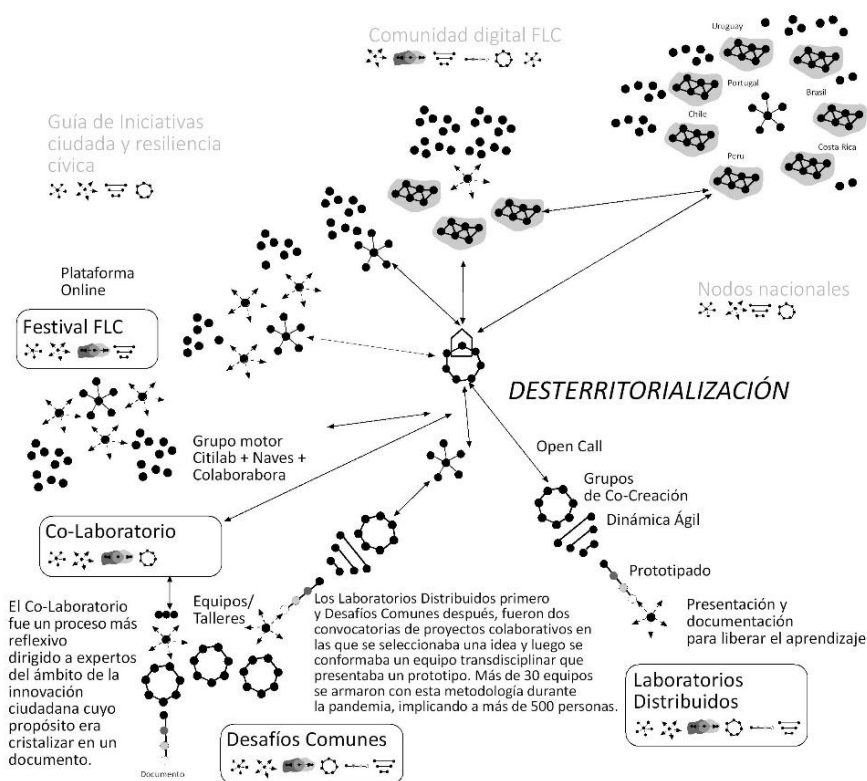 Comunidad digital FLC
Uruguay
Portugal
Brasil
Chile
Costa Rica
Peru
Guía de Iniciativas
ciudada y resiliencia
cívica
Nodos nacionales
Plataforma
Online
Festival FLC
DESTERRITORIALIZACIÓN
Grupo motor
Citilab + Naves +
Colaborabora
Open Call
Grupos
de Co-Creación
Dinámica Ágil
Prototipado
Presentación y
documentación
para liberar el aprendizaje
Laboratorios
Distribuidos
Co-Laboratorio
El Co-Laboratorio
fue un proceso más
reflexivo
dirigido a expertos
del ámbito de la
innovación
ciudadana cuyo
propósito era
cristalizar en un
documento.
Documento
Equipos/
Talleres
Los Laboratorios Distribuidos primero
y Desafíos Comunes después, fueron dos
convocatorias de proyectos colaborativos en
las que se seleccionaba una idea y luego se
conformaba un equipo transdisciplinar que
presentaba un prototipo. Más de 30 equipos
se armaron con esta metodología durante
la pandemia, implicando a más de 500 personas.
Desafíos Comunes